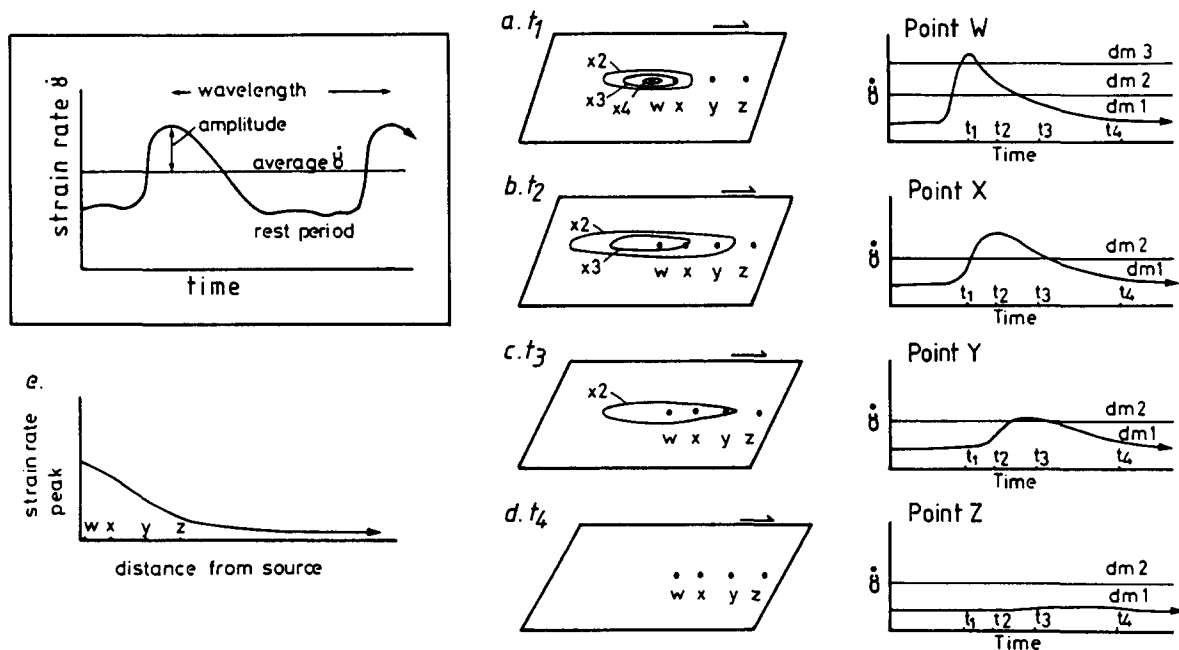 wavelength
amplitude
average γ̇
rest period
strain rate γ̇
time
e.
strain rate peak
w x y z
distance from source
a. t1
x2
x3
x4
w x y z
b. t2
x2
x3
w x y z
c. t3
x2
w x y z
d. t4
w x y z
Point W
dm 3
dm 2
dm 1
t1 t2 t3 t4
Time
Point X
dm 2
dm1
t1 t2 t3 t4
Time
Point Y
dm2
dm1
t1 t2 t3 t4
Time
Point Z
dm 2
dm1
t1 t2 t3 t4
Time